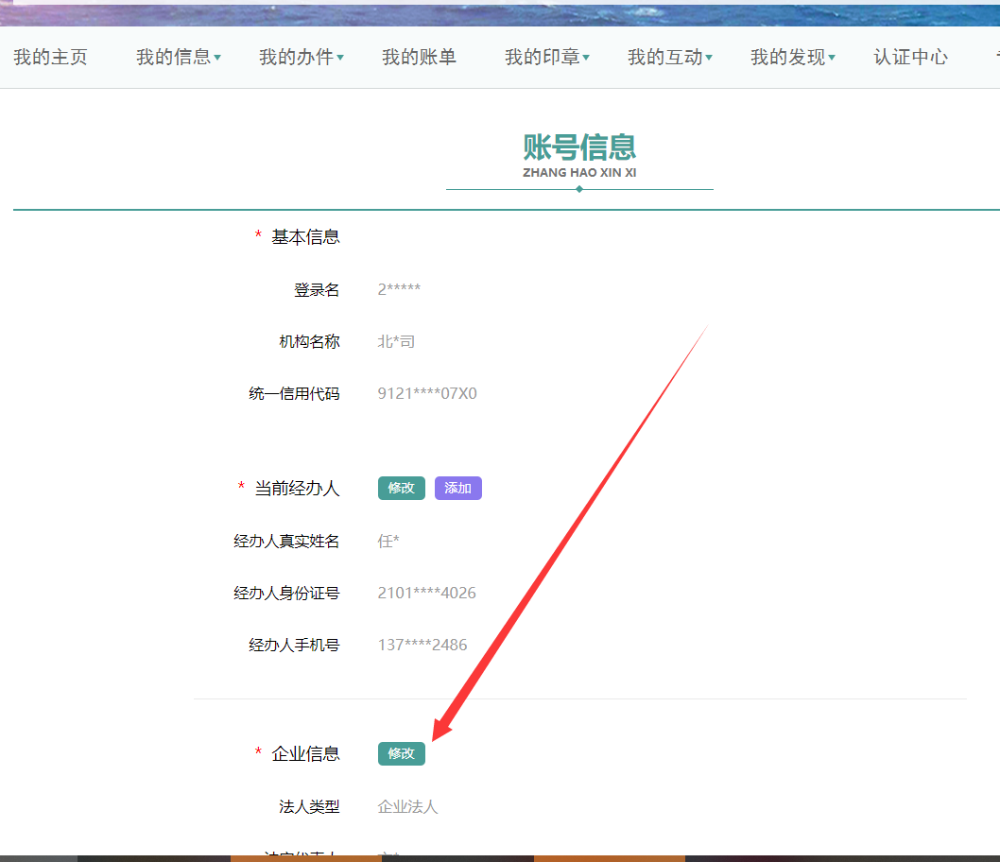 我的主页 我的信息 我的办件 我的账单 我的印章 我的互动 我的发现 认证中心
账号信息
ZHANG HAO XIN XI
* 基本信息
登录名 2*****
机构名称 北*司
统一信用代码 9121****07X0
* 当前经办人 修改 添加
经办人真实姓名 任*
经办人身份证号 2101****4026
经办人手机号 137****2486
* 企业信息 修改
法人类型 企业法人